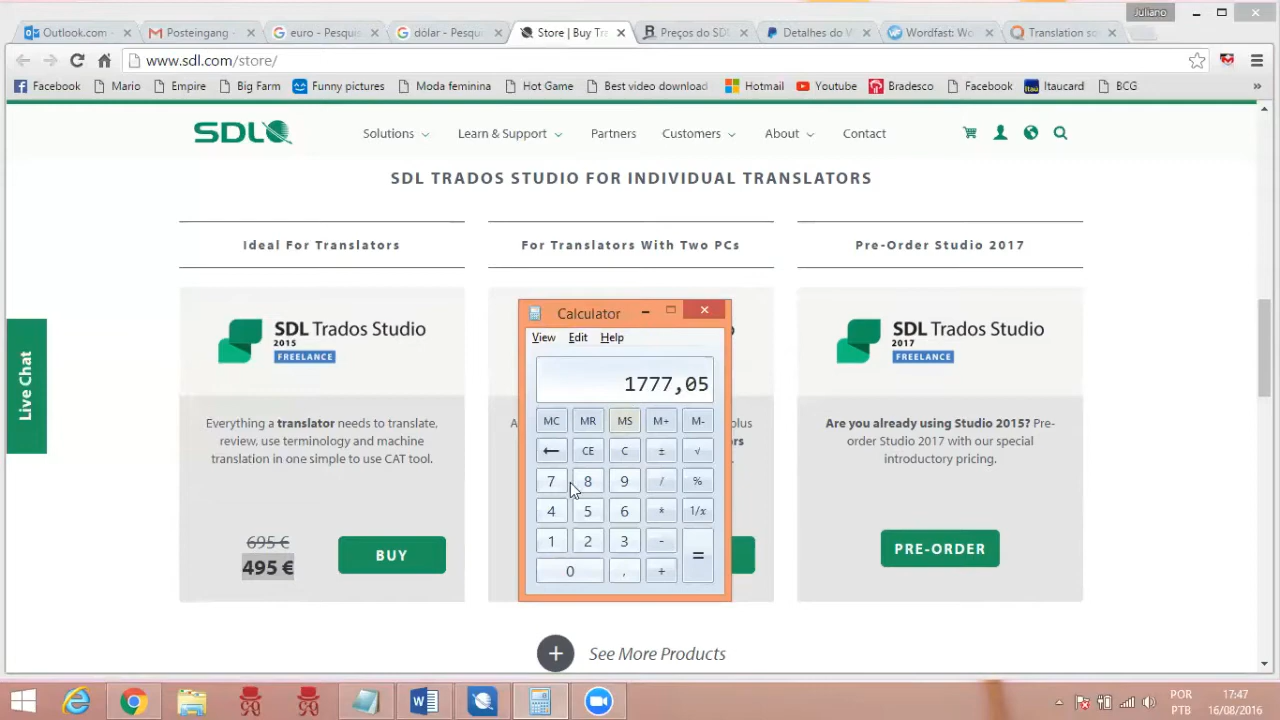 Juliano
Outlook.com
Posteingang -
euro - Pesqui
dólar - Pesqu
Store | Buy Tra
Preços do SDL
Detalhes do V
Wordfast: Wo
Translation so
www.sdl.com/store/
Facebook
Mario
Empire
Big Farm
Funny pictures
Moda feminina
Hot Game
Best video download
Hotmail
Youtube
Bradesco
Facebook
Itaú
Itaucard
BCG
»
SDL
Solutions
Learn & Support
Partners
Customers
About
Contact
SDL TRADOS STUDIO FOR INDIVIDUAL TRANSLATORS
Ideal For Translators
For Translators With Two PCs
Pre-Order Studio 2017
SDL Trados Studio
2015
FREELANCE
SDL Trados Studio
2017
FREELANCE
Live Chat
Everything a translator needs to translate,
review, use terminology and machine
translation in one simple to use CAT tool.
plus
Are you already using Studio 2015? Pre-
order Studio 2017 with our special
introductory pricing.
695 €
495 €
BUY
PRE-ORDER
Calculator
View Edit Help
1777,05
MC MR MS M+ M-
← CE C ± √
7 8 9 / %
4 5 6 * 1/x
1 2 3 - =
0 , +
+ See More Products
POR
PTB
17:47
16/08/2016